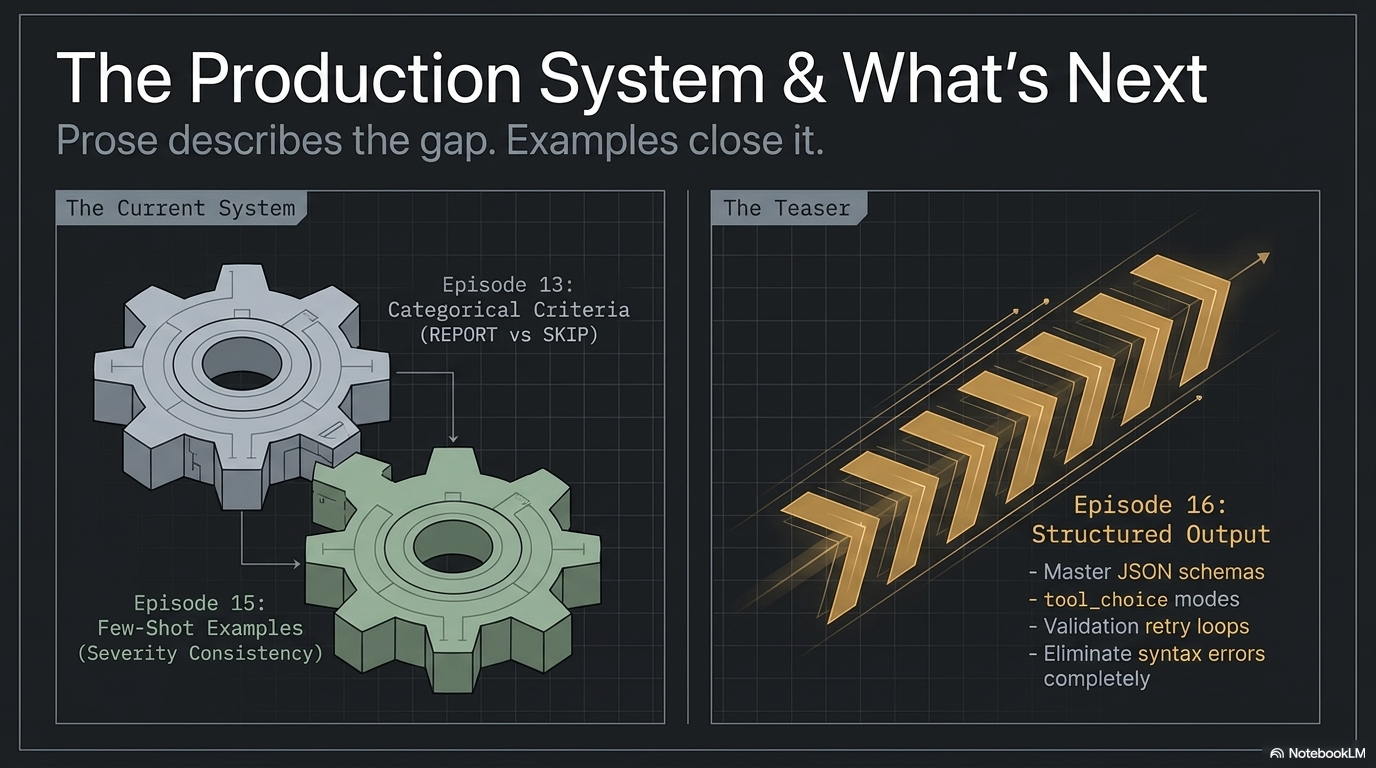 The Production System & What's Next
Prose describes the gap. Examples close it.
The Current System
Episode 13:
Categorical Criteria
(REPORT vs SKIP)
Episode 15:
Few-Shot Examples
(Severity Consistency)
The Teaser
Episode 16:
Structured Output
- Master JSON schemas
- tool_choice modes
- Validation retry loops
- Eliminate syntax errors
completely
NotebookLM